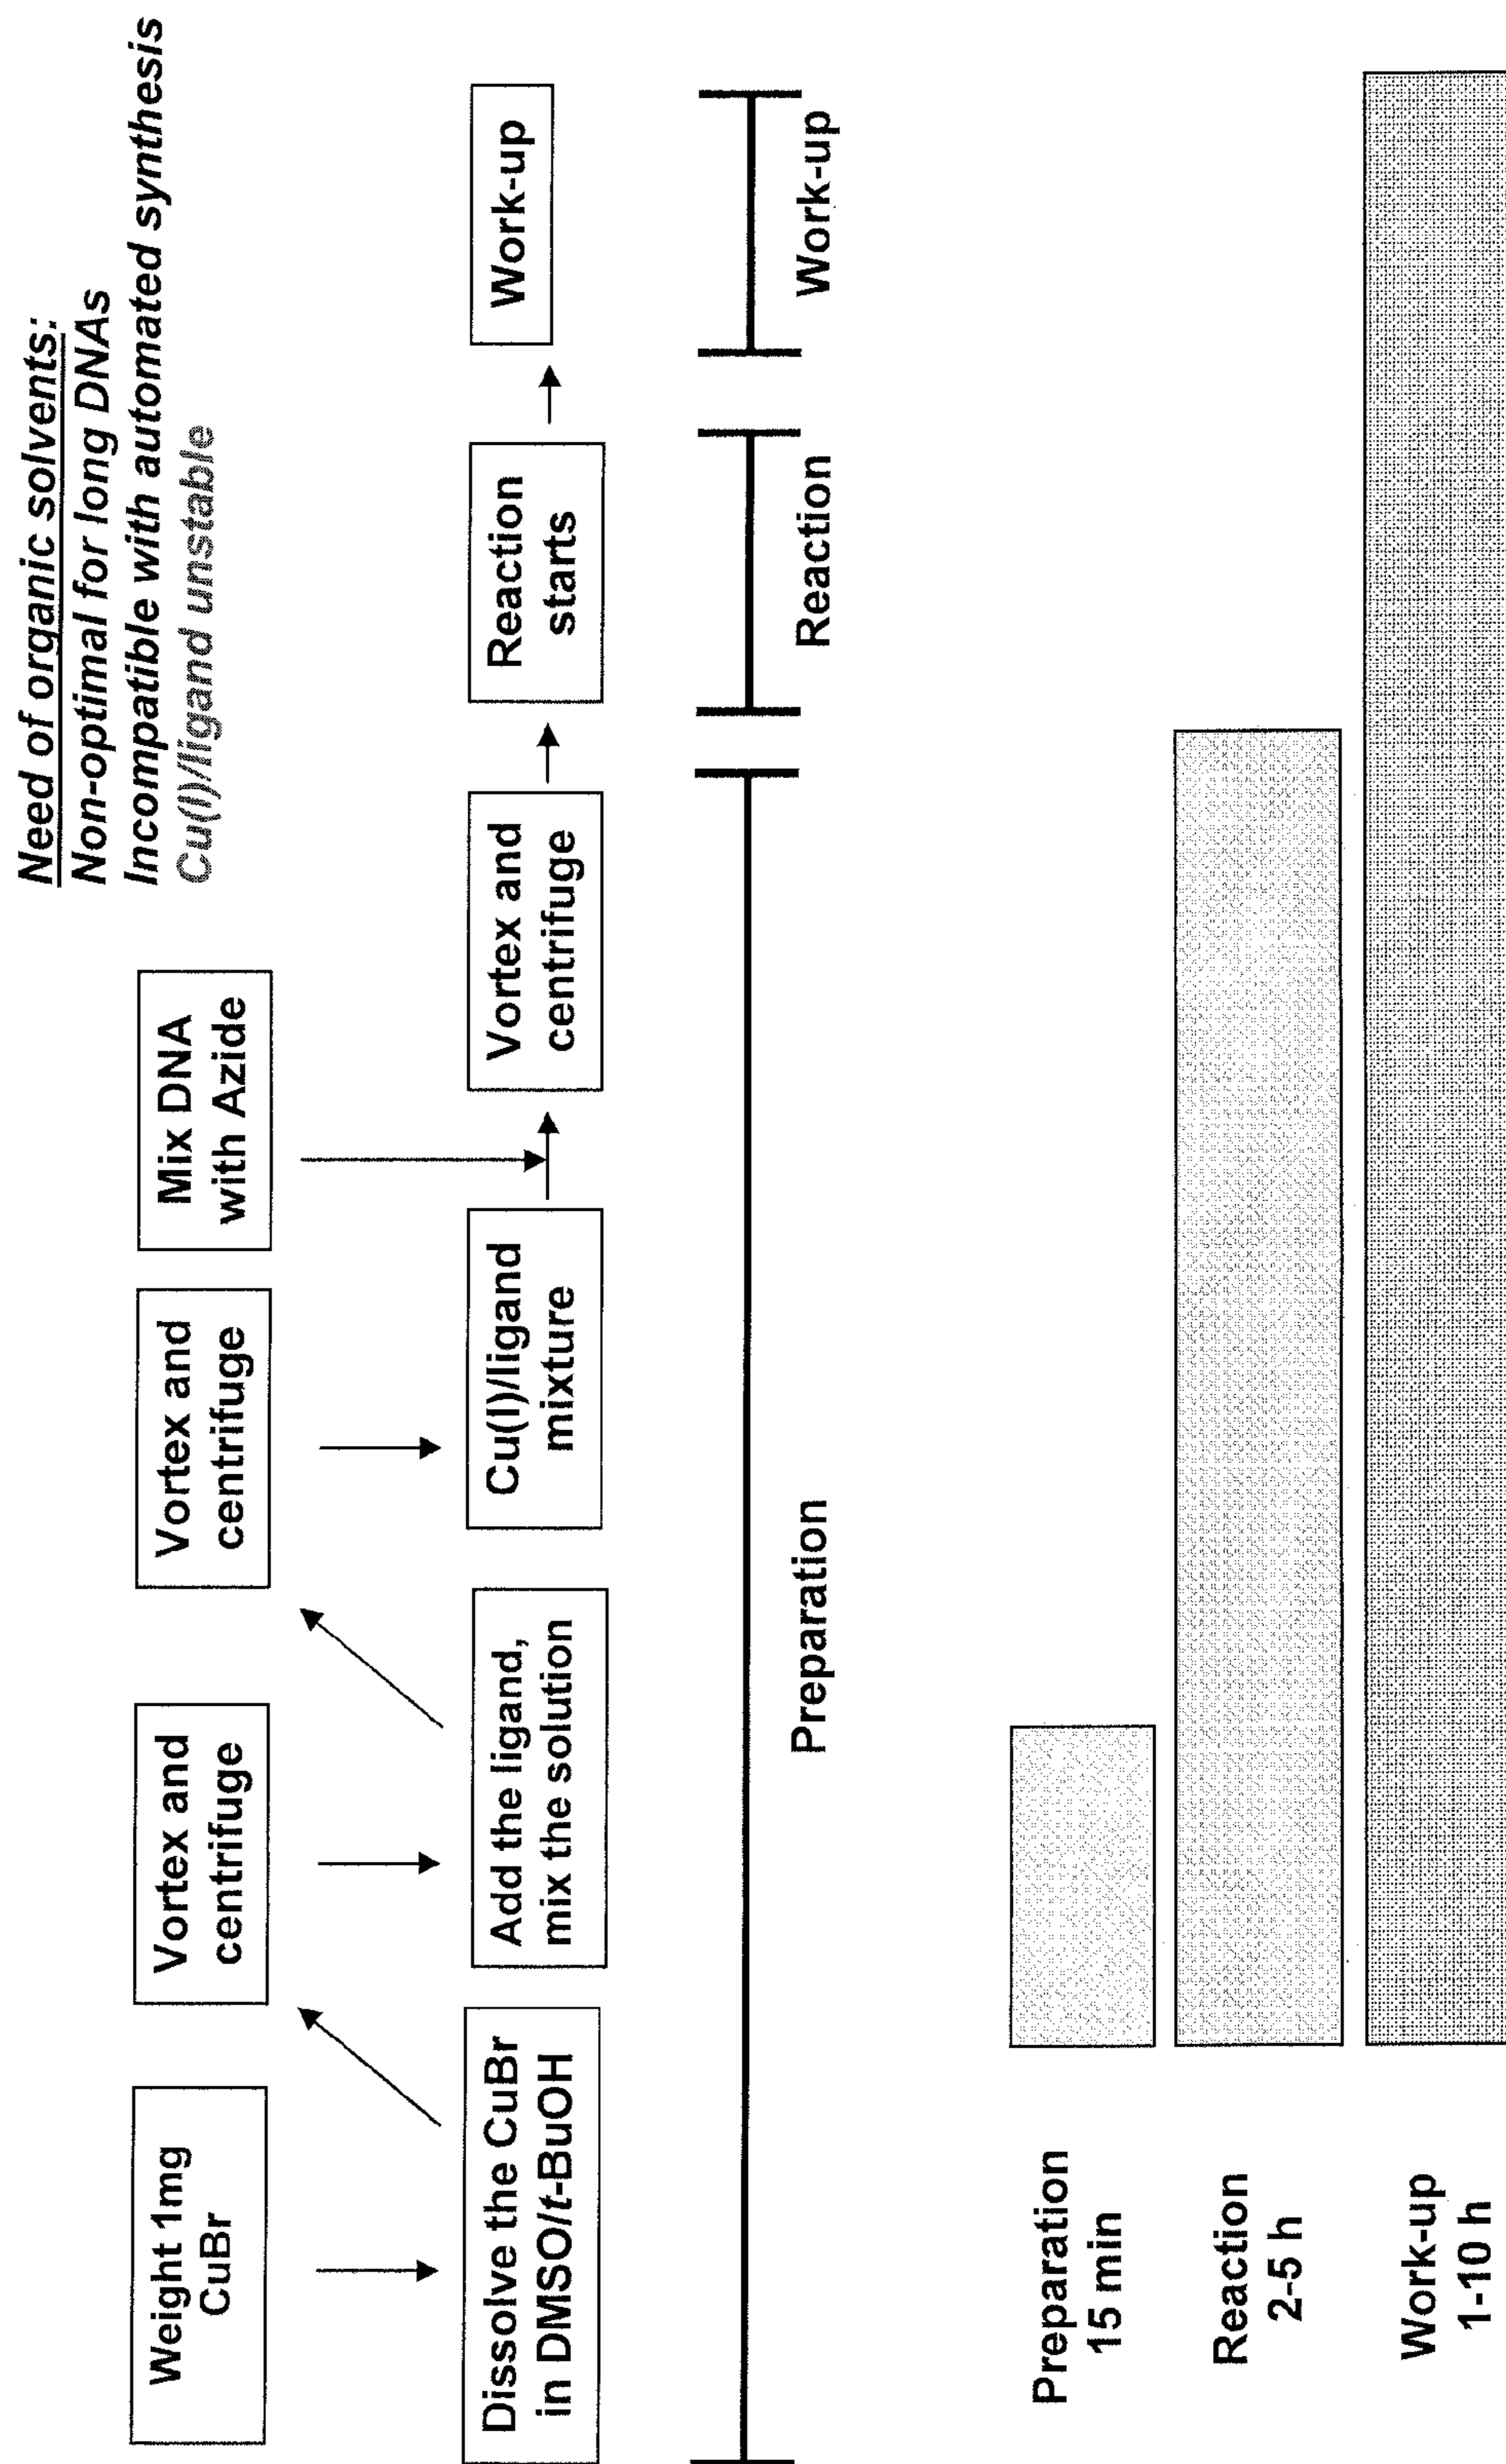 Need of organic solvents:
Non-optimal for long DNAs
Incompatible with automated synthesis
Cu(I)/ligand unstable
Weight 1mg
CuBr
Vortex and
centrifuge
Vortex and
centrifuge
Mix DNA
with Azide
Dissolve the CuBr
in DMSO/t-BuOH
Add the ligand,
mix the solution
Cu(I)/ligand
mixture
Vortex and
centrifuge
Reaction
starts
Work-up
Preparation
Reaction
Work-up
Preparation
15 min
Reaction
2-5 h
Work-up
1-10 h